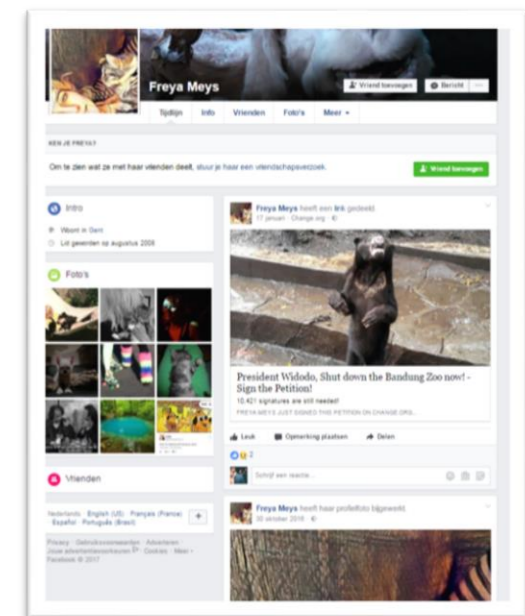 Freya Meys
Vriend toevoegen
Bericht
Tijdlijn Info Vrienden Foto's Meer
KEN JE FREYA?
Om te zien wat ze met haar vrienden deelt, stuur je haar een vriendschapsverzoek.
Vriend toevoegen
Intro
Woont in Gent
Lid geworden op augustus 2008
Foto's
Vrienden
Nederlands · English (US) · Français (France) · Español · Português (Brasil)
Privacy · Gebruiksvoorwaarden · Adverteren ·
Jouw advertentievoorkeuren · Cookies · Meer
Facebook © 2017
Freya Meys heeft een link gedeeld.
17 januari · Change.org ·
President Widodo, Shut down the Bandung Zoo now! -
Sign the Petition!
10,421 signatures are still needed!
FREYA MEYS JUST SIGNED THIS PETITION ON CHANGE.ORG...
Leuk Opmerking plaatsen Delen
2
Schrijf een reactie...
Freya Meys heeft haar profielfoto bijgewerkt.
30 oktober 2016 ·